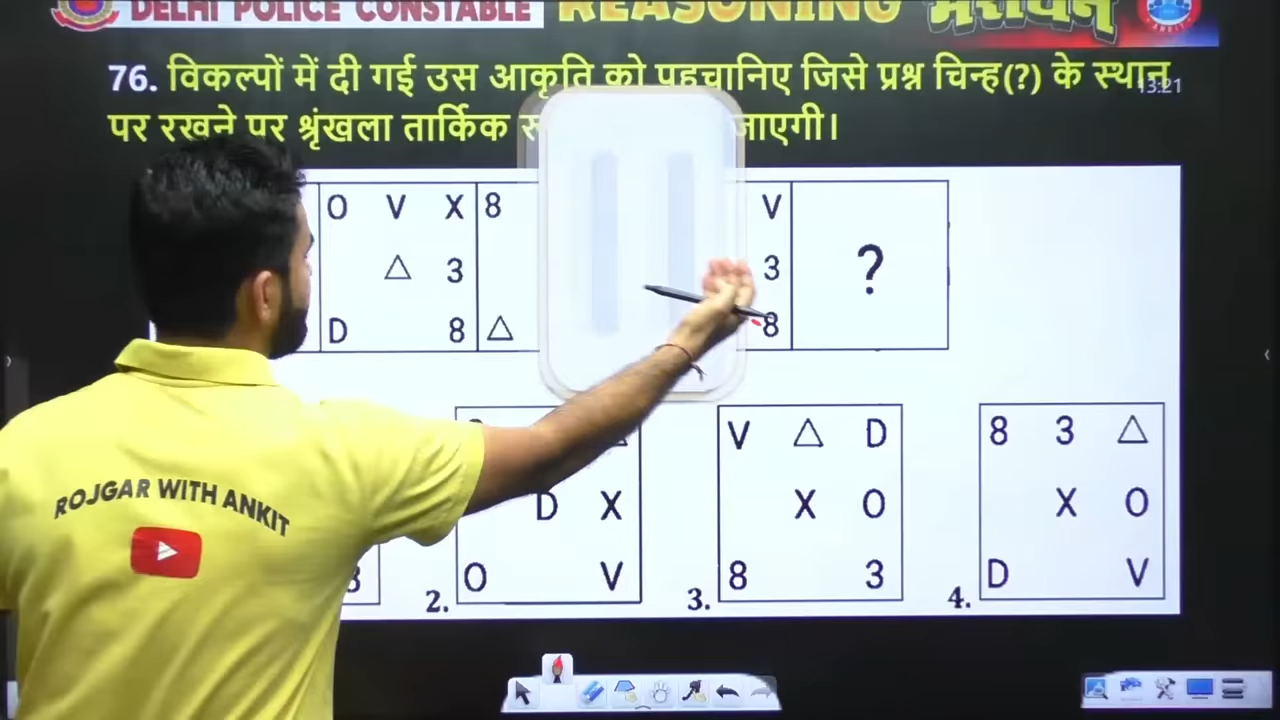 DELHI POLICE CONSTABLE REASONING
76. विकल्पों में दी गई उस आकृति को पहचानिए जिसे प्रश्न चिन्ह(?) के स्थान
13:21
पर रखने पर श्रृंखला तार्किक जाएगी।
O V X 8 V
△ 3 3 ?
D 8 △ 8
V △ D 8 3 △
D X X O X O
2. O V 3. 8 3 4. D V
ROJGAR WITH ANKIT